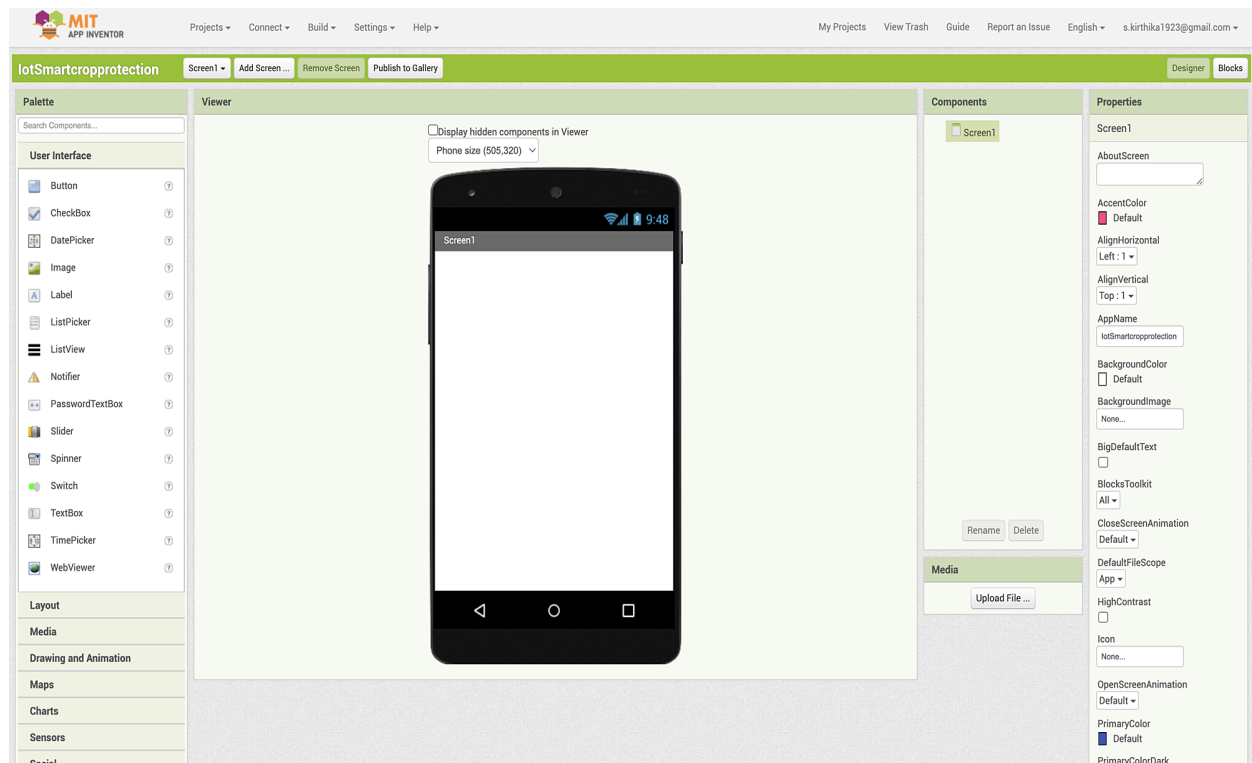 MIT
APP INVENTOR
Projects Connect Build Settings Help
My Projects View Trash Guide Report an Issue English s.kirthika1923@gmail.com
IotSmartcropprotection
Screen1 Add Screen ... Remove Screen Publish to Gallery
Designer Blocks
Palette
Search Components...
User Interface
Button ?
CheckBox ?
DatePicker ?
Image ?
Label ?
ListPicker ?
ListView ?
Notifier ?
PasswordTextBox ?
Slider ?
Spinner ?
Switch ?
TextBox ?
TimePicker ?
WebViewer ?
Layout
Media
Drawing and Animation
Maps
Charts
Sensors
Social
Viewer
Display hidden components in Viewer
Phone size (505,320)
9:48
Screen1
Components
Screen1
Rename Delete
Media
Upload File ...
Properties
Screen1
AboutScreen
AccentColor
Default
AlignHorizontal
Left : 1
AlignVertical
Top : 1
AppName
IotSmartcropprotection
BackgroundColor
Default
BackgroundImage
None...
BigDefaultText
BlocksToolkit
All
CloseScreenAnimation
Default
DefaultFileScope
App
HighContrast
Icon
None...
OpenScreenAnimation
Default
PrimaryColor
Default
PrimaryColorDark